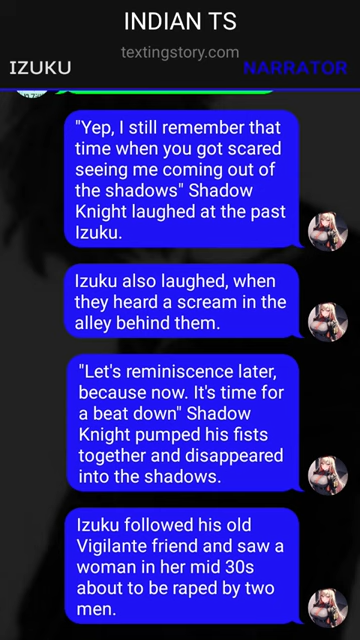 INDIAN TS
textingstory.com
IZUKU
NARRATOR
"Yep, I still remember that
time when you got scared
seeing me coming out of
the shadows" Shadow
Knight laughed at the past
Izuku.
Izuku also laughed, when
they heard a scream in the
alley behind them.
"Let's reminiscence later,
because now. It's time for
a beat down" Shadow
Knight pumped his fists
together and disappeared
into the shadows.
Izuku followed his old
Vigilante friend and saw a
woman in her mid 30s
about to be raped by two
men.